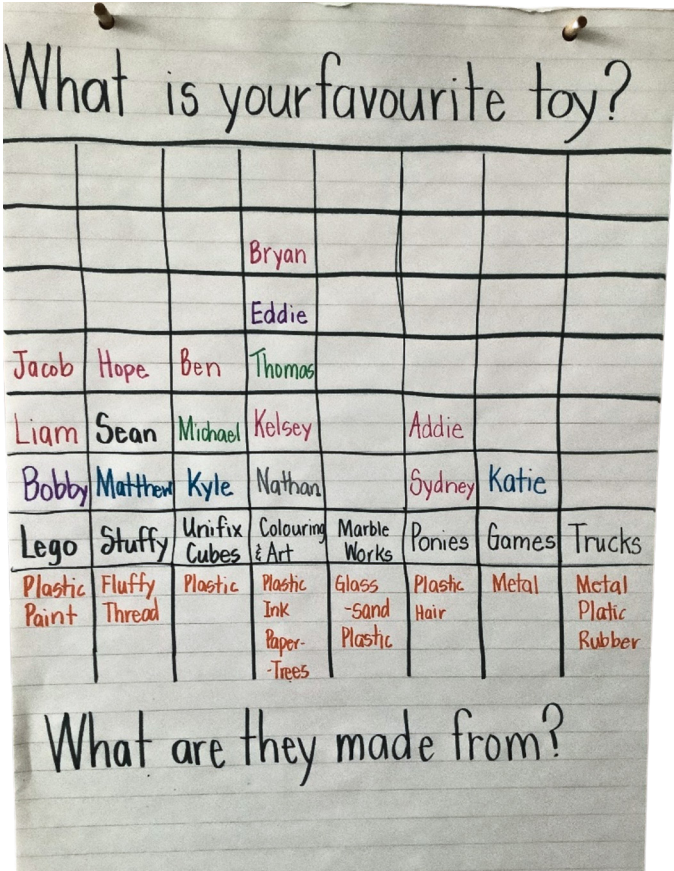 What is your favourite toy?
Bryan
Eddie
Jacob Hope Ben Thomas
Liam Sean Michael Kelsey Addie
Bobby Matthew Kyle Nathan Sydney Katie
Lego Stuffy Unifix Cubes Colouring & Art Marble Works Ponies Games Trucks
Plastic Fluffy Plastic Plastic Glass Plastic Metal Metal
Paint Thread Ink -Sand Hair Platic
Paper- Plastic Rubber
-Trees
What are they made from?